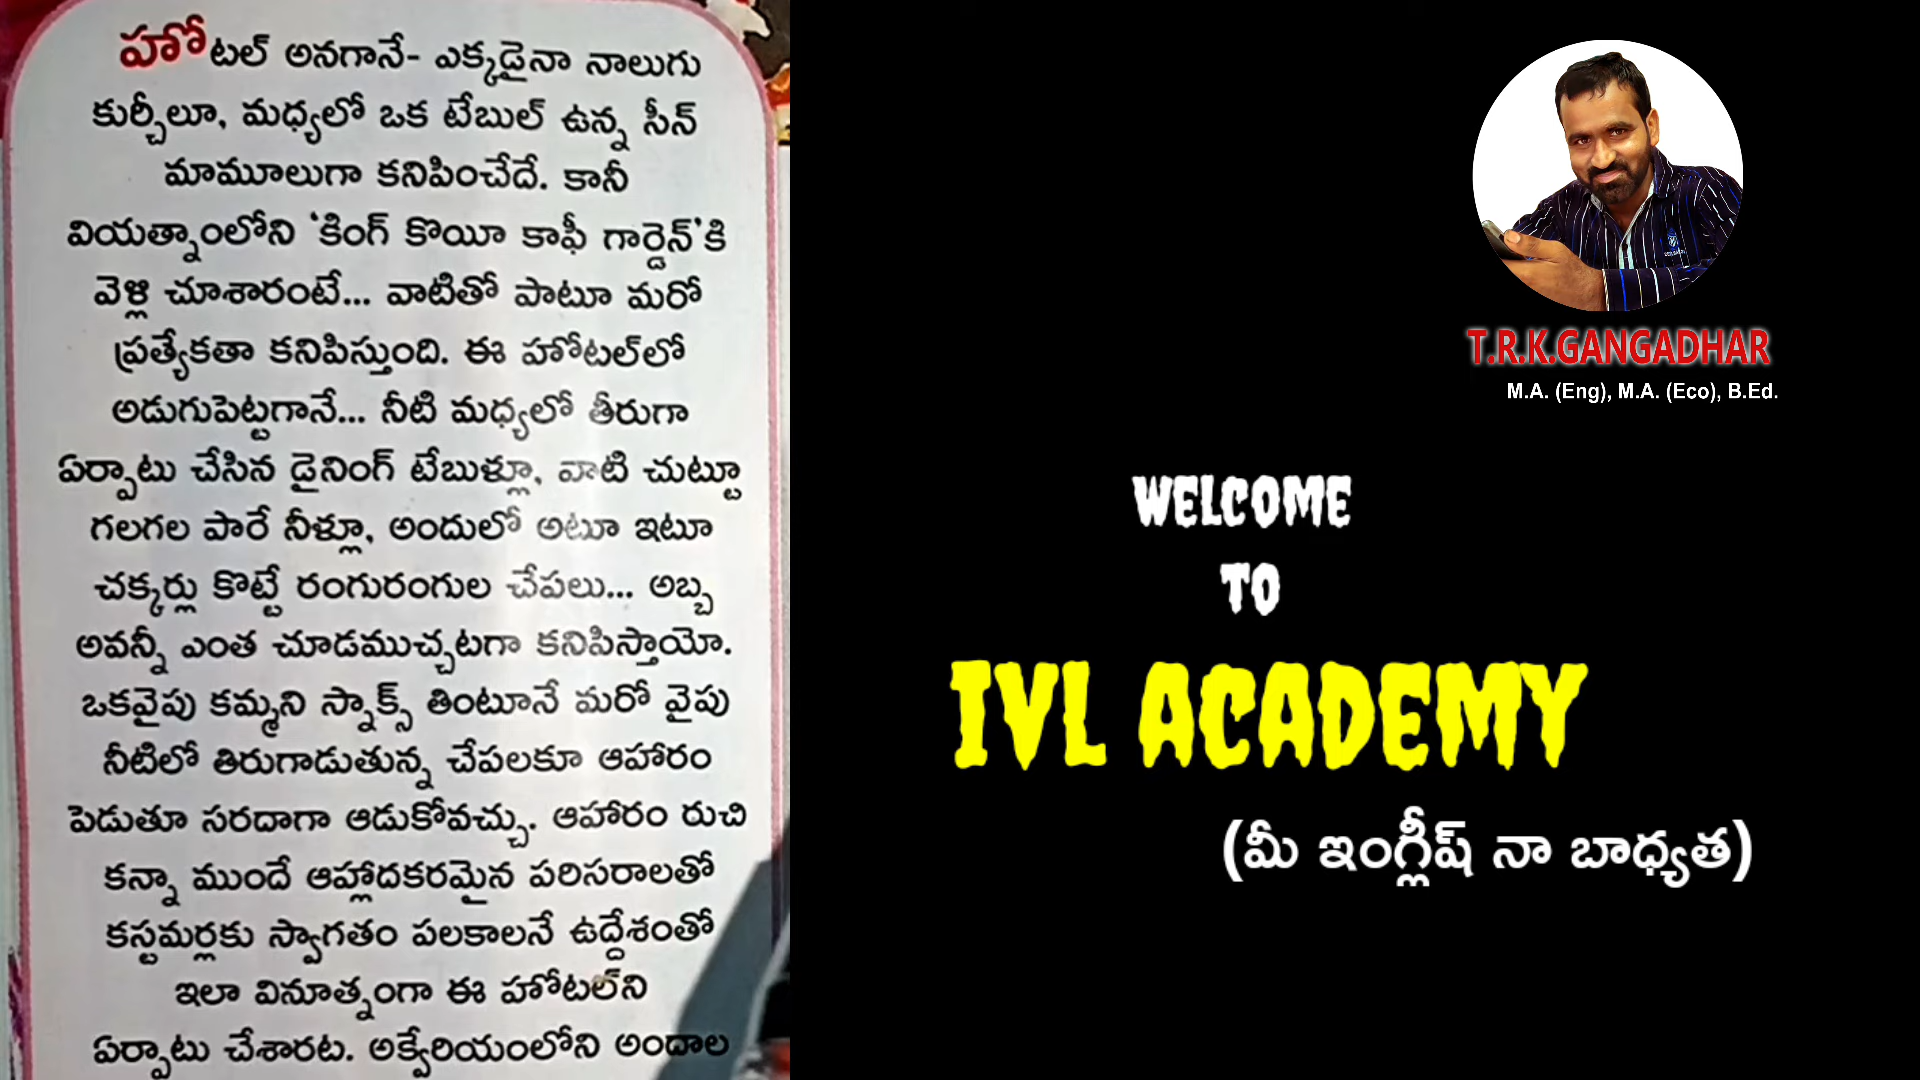 హోటల్ అనగానే- ఎక్కడైనా నాలుగు
కుర్చీలూ, మధ్యలో ఒక టేబుల్ ఉన్న సీన్
మామూలుగా కనిపించేదే. కానీ
వియత్నాంలోని ‘కింగ్ కొయీ కాఫీ గార్డెన్’కి
వెళ్లి చూశారంటే... వాటితో పాటూ మరో
ప్రత్యేకతా కనిపిస్తుంది. ఈ హోటల్‌లో
అడుగుపెట్టగానే... నీటి మధ్యలో తీరుగా
ఏర్పాటు చేసిన డైనింగ్ టేబుళ్లూ, వాటి చుట్టూ
గలగల పారే నీళ్లూ, అందులో అటూ ఇటూ
చక్కర్లు కొట్టే రంగురంగుల చేపలు... అబ్బ
అవన్నీ ఎంత చూడముచ్చటగా కనిపిస్తాయో.
ఒకవైపు కమ్మని స్నాక్స్ తింటూనే మరో వైపు
నీటిలో తిరుగాడుతున్న చేపలకూ ఆహారం
పెడుతూ సరదాగా ఆడుకోవచ్చు. ఆహారం రుచి
కన్నా ముందే ఆహ్లాదకరమైన పరిసరాలతో
కస్టమర్లకు స్వాగతం పలకాలనే ఉద్దేశంతో
ఇలా వినూత్నంగా ఈ హోటల్‌ని
ఏర్పాటు చేశారట. అక్వేరియంలోని అందాల
T.R.K.GANGADHAR
M.A. (Eng), M.A. (Eco), B.Ed.
WELCOME
TO
IVL ACADEMY
(మీ ఇంగ్లీష్ నా బాధ్యత)